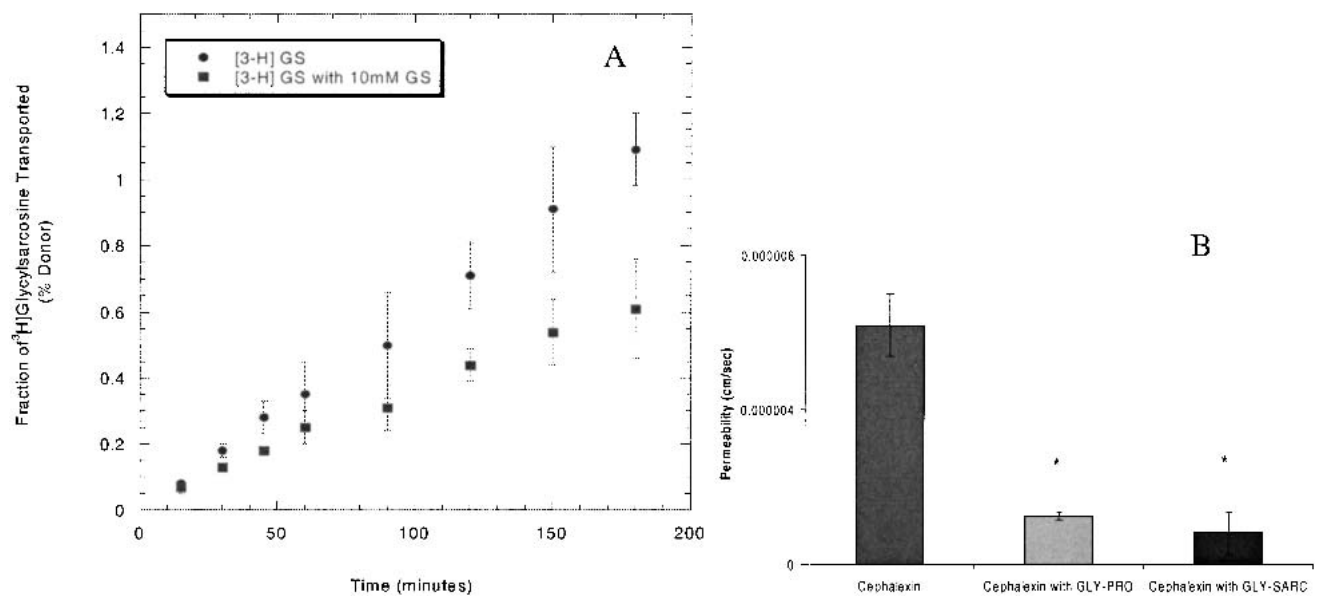 A
[3-H] GS
[3-H] GS with 10mM GS
Fraction of ³H]Glycylsarcosine Transported
(% Donor)
1.4
1.2
1
0.8
0.6
0.4
0.2
0
0
50
100
150
200
Time (minutes)
B
Permeability (cm/sec)
0.000006
0.000004
0
*
*
Cephalexin
Cephalexin with GLY-PRO
Cephalexin with GLY-SARC